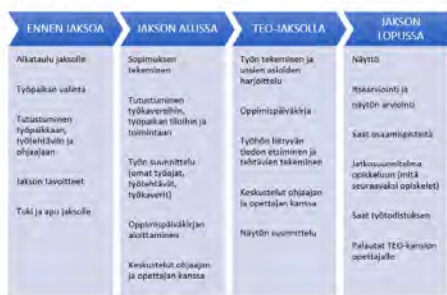 ENNEN JAKSOA
Aikataulu jaksolle
Työpaikan valinta
Tutustuminen
työpaikkaan,
työtehtäviin ja
ohjaajaan
Jakson tavoitteet
Tuki ja apu jaksolle
JAKSON ALUSSA
Sopimuksen
tekeminen
Tutustuminen
työkavereihin,
työpaikan tiloihin ja
toimintaan
Työn suunnittelu
(omat työajat,
työtehtävät,
työkaverit)
Oppimispäiväkirjan
aloittaminen
Keskustelut ohjaajan
ja opettajan kanssa
TEO-JAKSOLLA
Työn tekeminen ja
uusien asioiden
harjoittelu
Oppimispäiväkirja
Työhön liittyvän
tiedon etsiminen ja
tehtävien tekeminen
Keskustelut ohjaajan
ja opettajan kanssa
Näytön suunnittelu
JAKSON
LOPUSSA
Näyttö
Itsearviointi ja
näytön arviointi
Saat osaamispisteitä
Jatkosuunnitelma
opiskeluun (mitä
seuraavaksi opiskelet)
Saat työtodistuksen
Palautat TEO-kansion
opettajalle